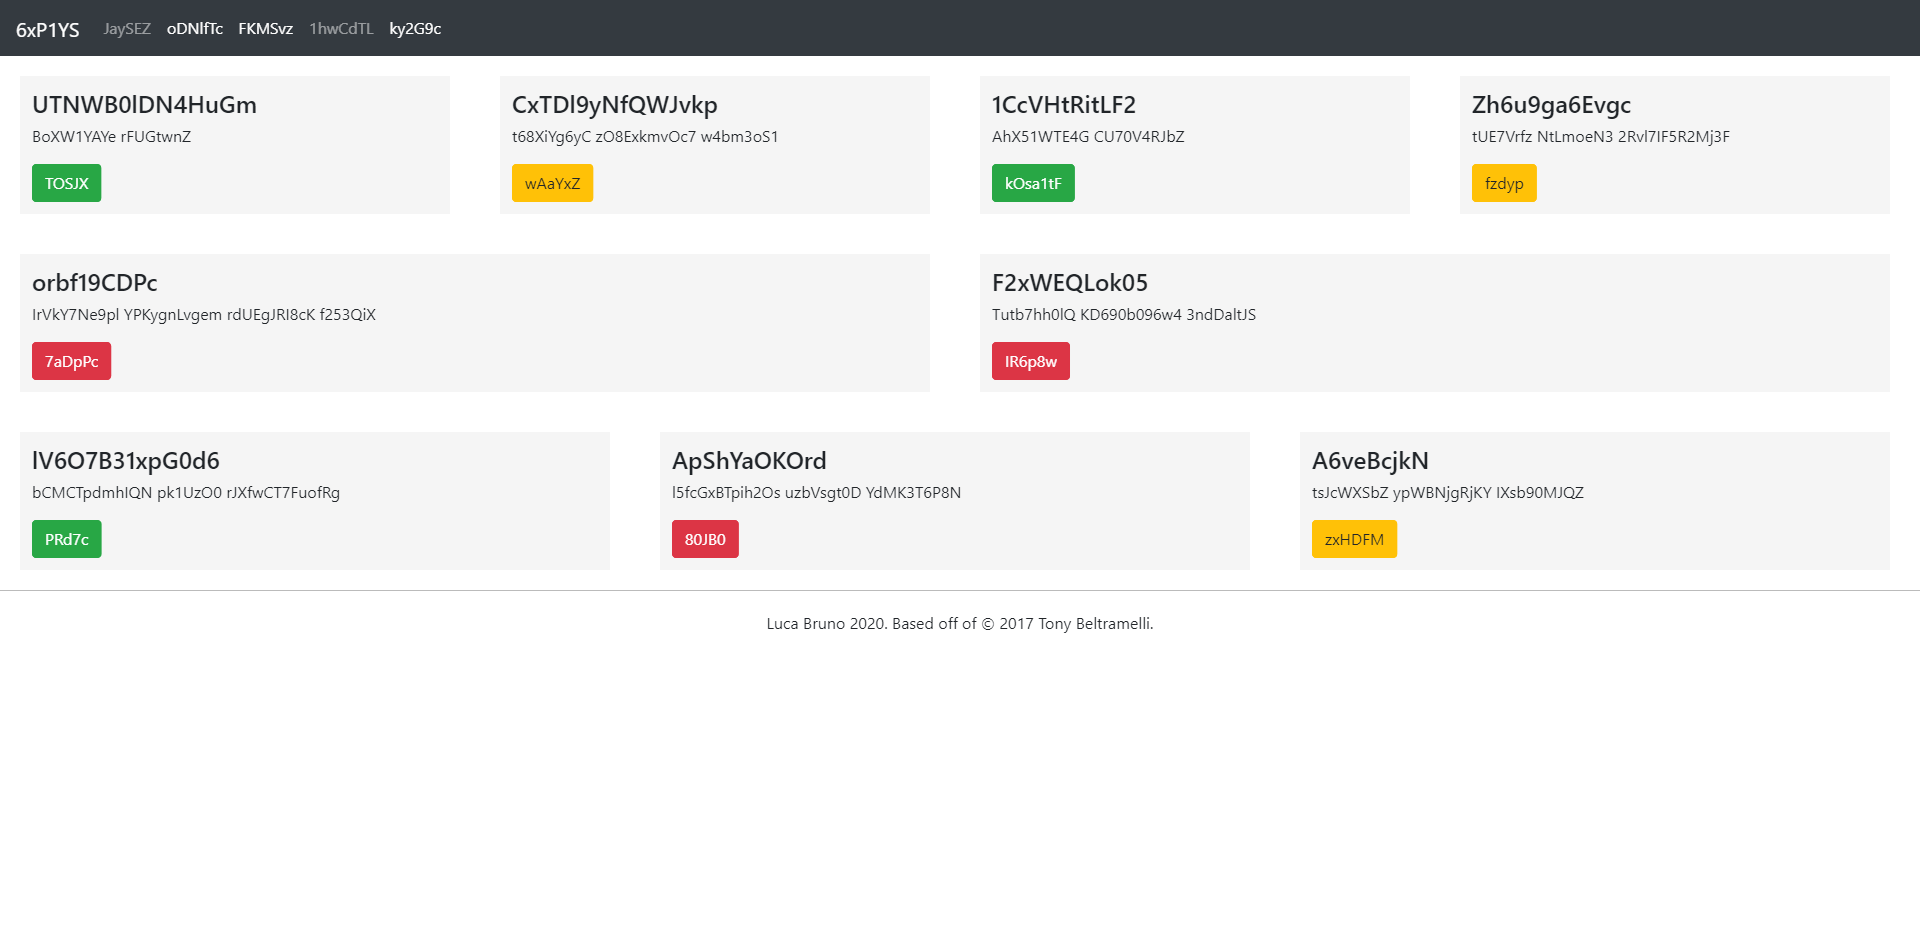 6xP1YS JaySEZ oDNlfTc FKMSvz 1hwCdTL ky2G9c
UTNWB0lDN4HuGm
BoXW1YAYe rFUGtwnZ
TOSJX
CxTDl9yNfQWJvkp
t68XiYg6yC zO8ExkmvOc7 w4bm3oS1
wAaYxZ
1CcVHtRitLF2
AhX51WTE4G CU70V4RJbZ
kOsa1tF
Zh6u9ga6Evgc
tUE7Vrfz NtLmoeN3 2Rvl7IF5R2Mj3F
fzdyp
orbf19CDPc
IrVkY7Ne9pl YPKygnLvgem rdUEgJRI8cK f253QiX
7aDpPc
F2xWEQLok05
Tutb7hh0lQ KD690b096w4 3ndDaltJS
IR6p8w
lV6O7B31xpG0d6
bCMCTpdmhIQN pk1UzO0 rJXfwCT7FuofRg
PRd7c
ApShYaOKOrd
l5fcGxBTpih2Os uzbVsgt0D YdMK3T6P8N
80JB0
A6veBcjkN
tsJcWXSbZ ypWBNjgRjKY IXsb90MJQZ
zxHDFM
Luca Bruno 2020. Based off of © 2017 Tony Beltramelli.